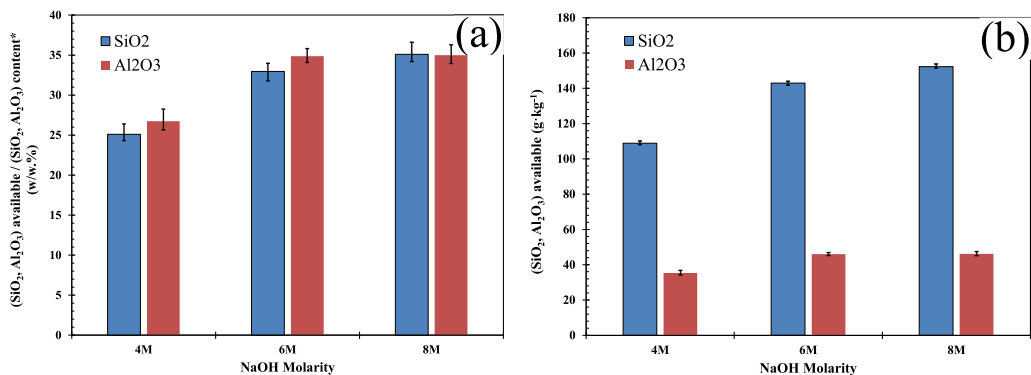 (a)
SiO2
Al2O3
(SiO₂, Al₂O₃) available / (SiO₂, Al₂O₃) content*
(w/w.%)
40
35
30
25
20
15
10
5
0
4M
6M
8M
NaOH Molarity
(b)
SiO2
Al2O3
(SiO₂, Al₂O₃) available (g·kg⁻¹)
180
160
140
120
100
80
60
40
20
0
4M
6M
8M
NaOH Molarity